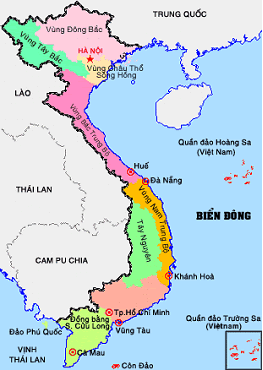 TRUNG QUỐC
Vùng Đông Bắc
Vùng Tây Bắc
HÀ NỘI
Vùng Châu Thổ
Sông Hồng
LÀO
Vùng Bắc Trung Bộ
Quần đảo Hoàng Sa
(Việt Nam)
Huế
Đà Nẵng
THÁI LAN
Vùng Nam Trung Bộ
BIỂN ĐÔNG
Tây Nguyên
CAM PU CHIA
Khánh Hoà
Tp.Hồ Chí Minh
Đồng bằng
S. Cửu Long
Vũng Tàu
Đảo Phú Quốc
Quần đảo Trường Sa
(Việtnam)
VỊNH
THÁI LAN
Cà Mau
Côn Đảo